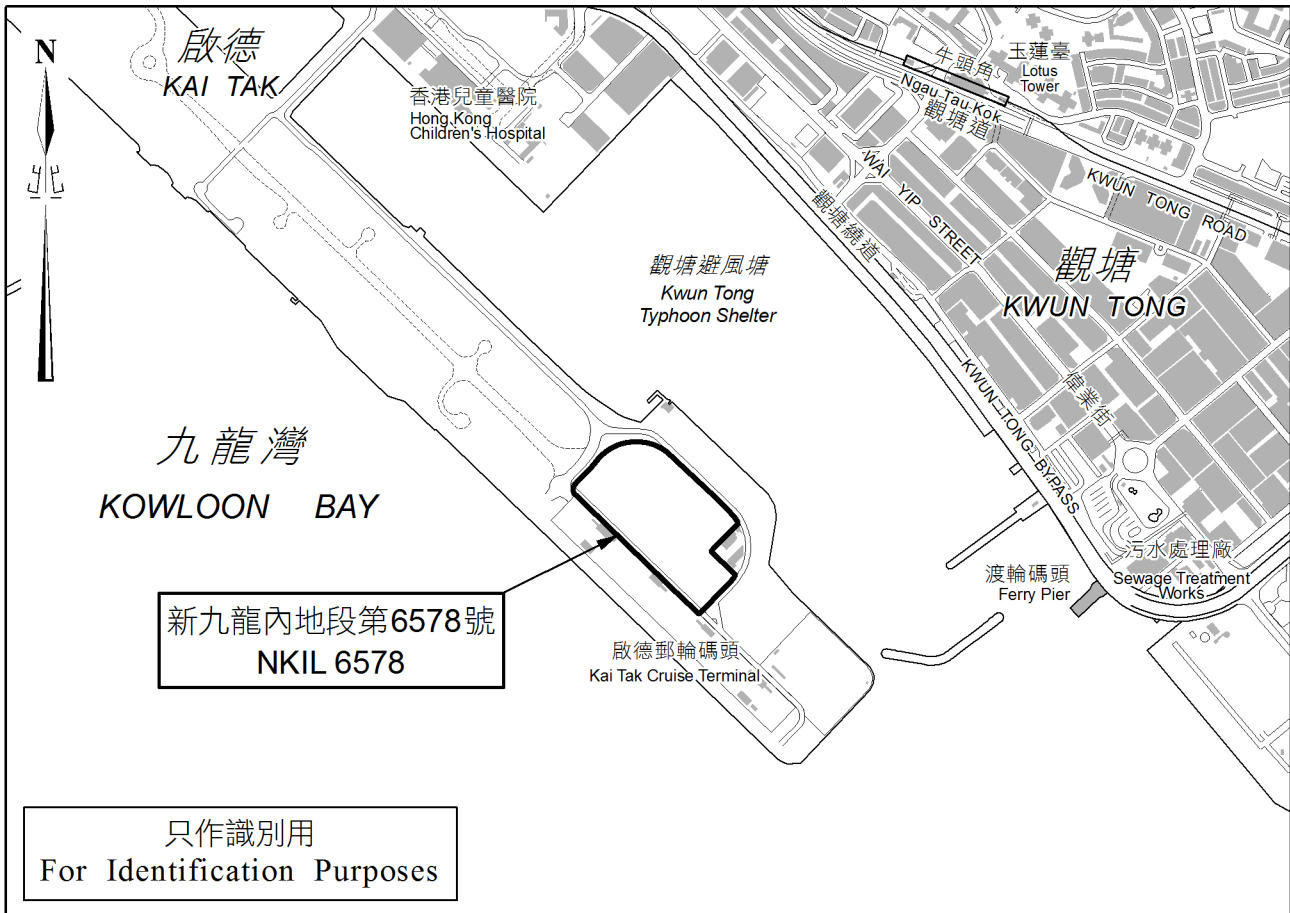 N
啟德
KAI TAK
香港兒童醫院
Hong Kong
Children's Hospital
牛頭角
Ngau Tau Kok
玉蓮臺
Lotus
Tower
觀塘道
KWUN TONG ROAD
WAI YIP STREET
觀塘繞道
觀塘避風塘
Kwun Tong
Typhoon Shelter
觀塘
KWUN TONG
偉業街
KWUN TONG BYPASS
九龍灣
KOWLOON BAY
污水處理廠
Sewage Treatment
Works
渡輪碼頭
Ferry Pier
新九龍內地段第6578號
NKIL 6578
啟德郵輪碼頭
Kai Tak Cruise Terminal
只作識別用
For Identification Purposes